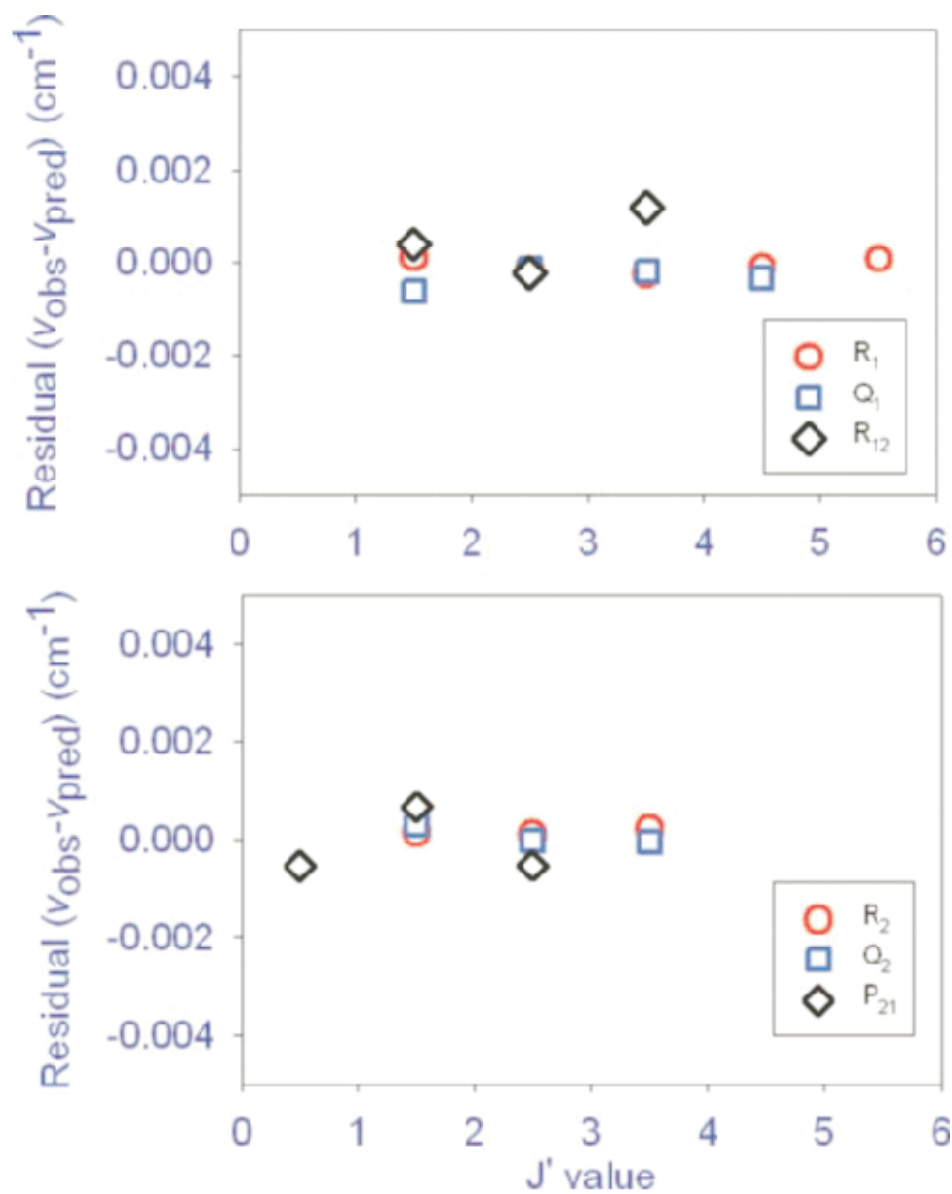 Residual (νobs-νpred) (cm⁻¹)
0.004
0.002
0.000
-0.002
-0.004
R₁
Q₁
R₁₂
0 1 2 3 4 5 6
Residual (νobs-νpred) (cm⁻¹)
0.004
0.002
0.000
-0.002
-0.004
R₂
Q₂
P₂₁
0 1 2 3 4 5 6
J' value